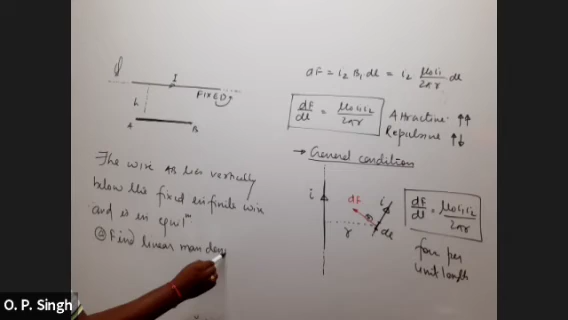 I
FIXED
h
A B
The wire AB lies vertically
below the fixed infinite wire
and is in equilm
@ Find linear mass den
dF = i₂ B₁ dl = i₂ μ₀i₁/2πr dl
dF/dl = μ₀i₁i₂/2πr
Attractive ↑↑
Repulsive ↑↓
→ General condition
i dF i
r dl
dF/dl = μ₀i₁i₂/2πr
force per
unit length
O. P. Singh